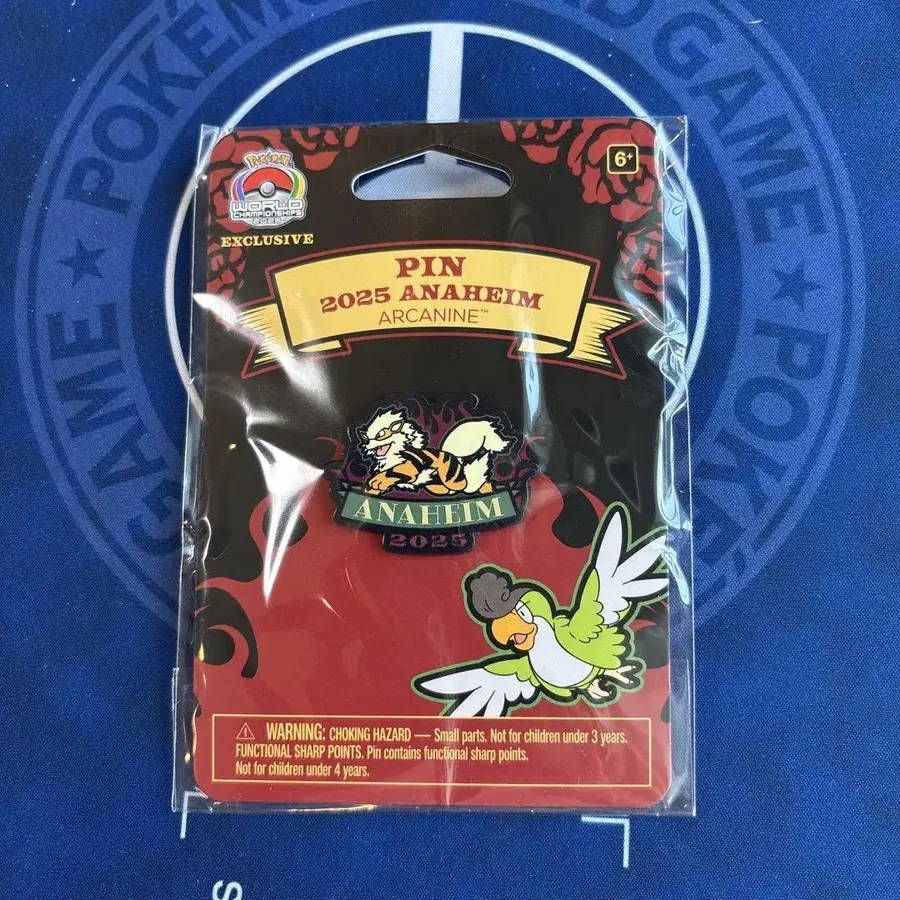 POKÉMON
WORLD
CHAMPIONSHIPS
2025
EXCLUSIVE
6+
PIN
2025 ANAHEIM
ARCANINE™
ANAHEIM
2025
⚠ WARNING: CHOKING HAZARD — Small parts. Not for children under 3 years.
FUNCTIONAL SHARP POINTS. Pin contains functional sharp points.
Not for children under 4 years.
GAME ★ POKÉMON
GAME ★ POKÉ
S